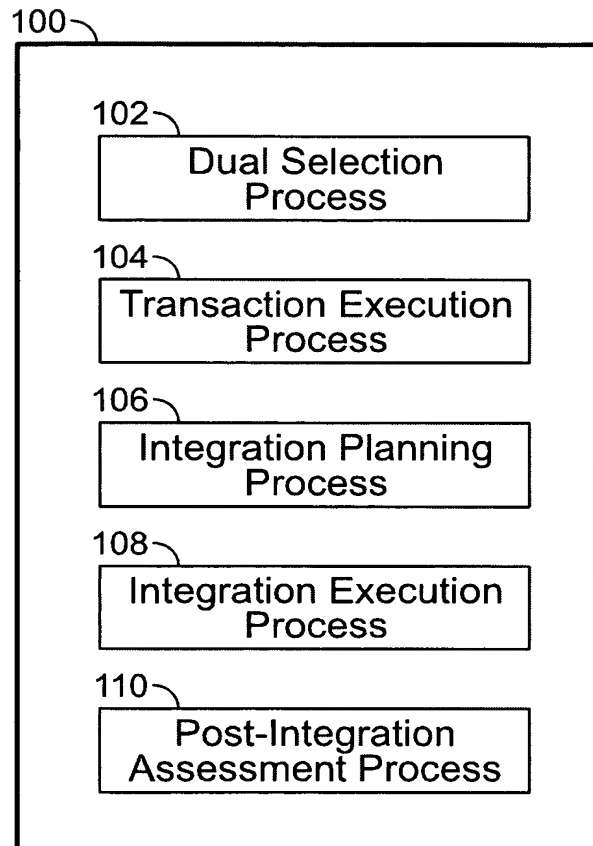 100
102
Dual Selection
Process
104
Transaction Execution
Process
106
Integration Planning
Process
108
Integration Execution
Process
110
Post-Integration
Assessment Process